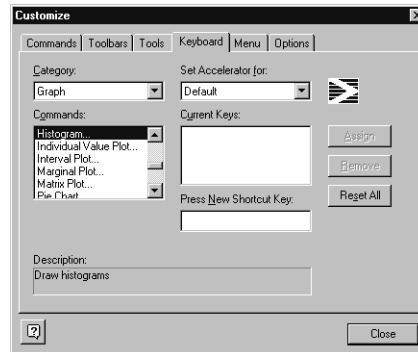 Customize
Commands Toolbars Tools Keyboard Menu Options
Category:
Graph
Set Accelerator for:
Default
Commands:
Histogram...
Individual Value Plot...
Interval Plot...
Marginal Plot...
Matrix Plot...
Pie Chart
Current Keys:
Assign
Remove
Reset All
Press New Shortcut Key:
Description:
Draw histograms
Close